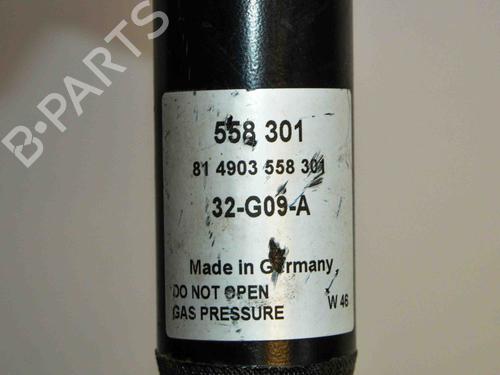 B-PARTS
558 301
81 4903 558 301
32-G09-A
Made in Germany
DO NOT OPEN
GAS PRESSURE
W 46